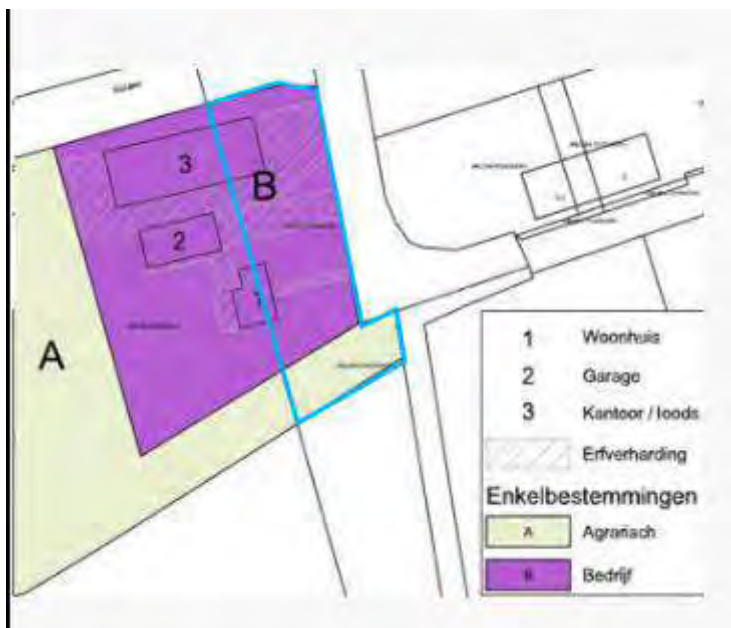 3
B
2
1
A
1 Woonhuis
2 Garage
3 Kantoor / loods
Erfverharding
Enkelbestemmingen
A Agrarisch
B Bedrijf